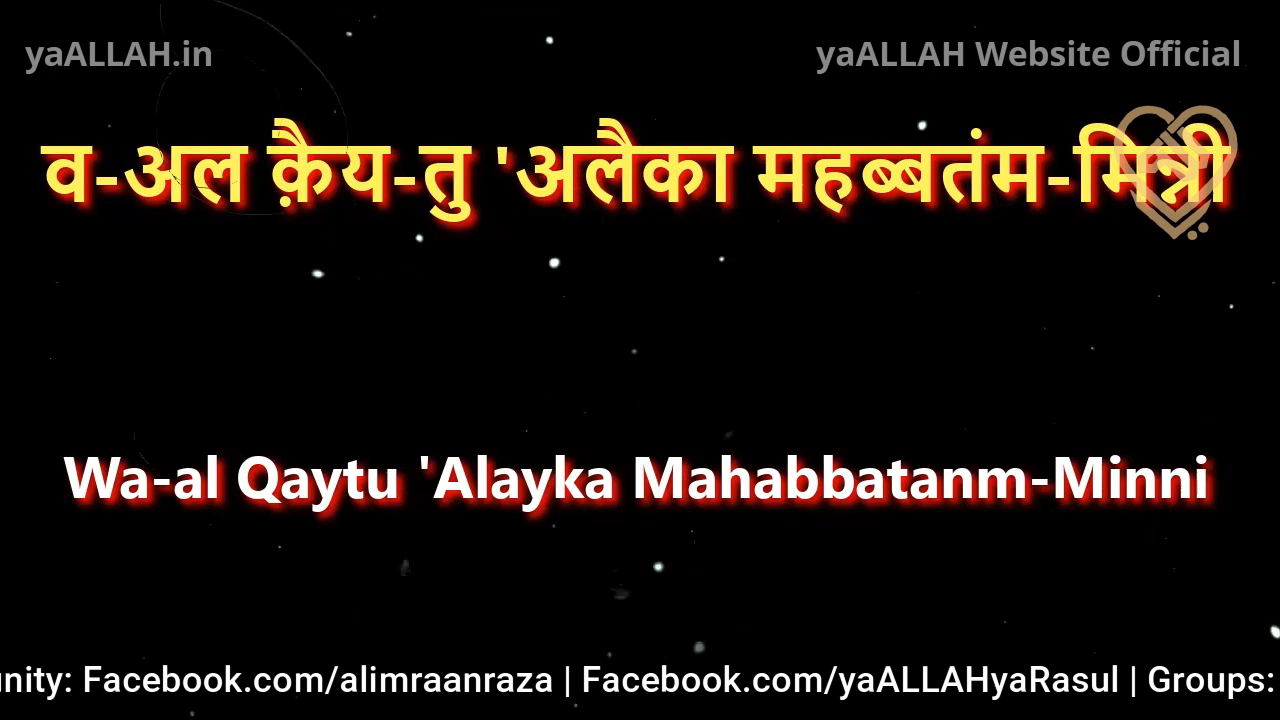 yaALLAH.in
yaALLAH Website Official
व-अल क़ैय-तु 'अलैका महब्बतंम-मिन्नी
Wa-al Qaytu 'Alayka Mahabbatanm-Minni
nity: Facebook.com/alimraanraza | Facebook.com/yaALLAHyaRasul | Groups: